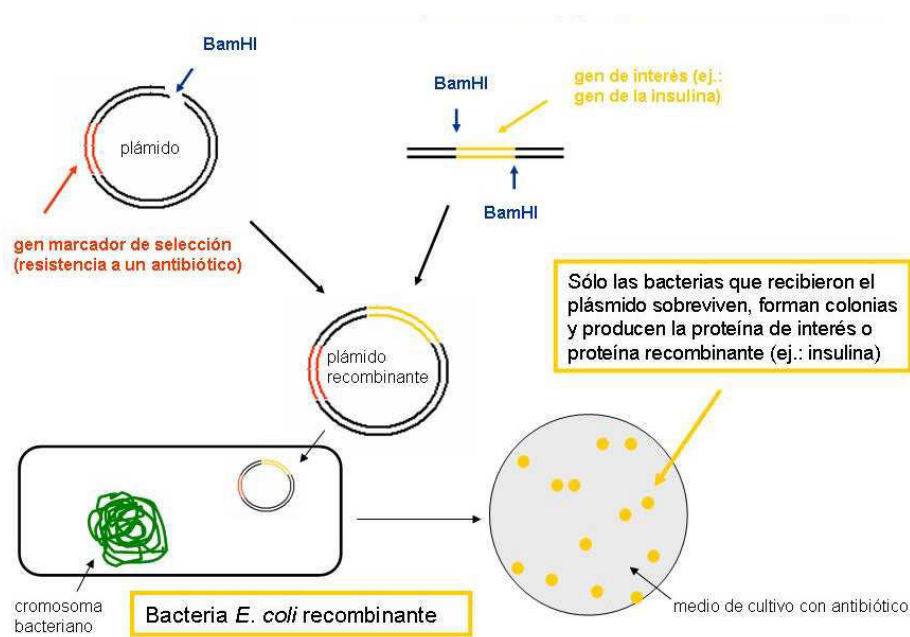 BamHI
plámido
gen marcador de selección
(resistencia a un antibiótico)
BamHI
gen de interés (ej.:
gen de la insulina)
BamHI
plámido
recombinante
Sólo las bacterias que recibieron el
plásmido sobreviven, forman colonias
y producen la proteína de interés o
proteína recombinante (ej.: insulina)
cromosoma
bacteriano
Bacteria E. coli recombinante
medio de cultivo con antibiótico